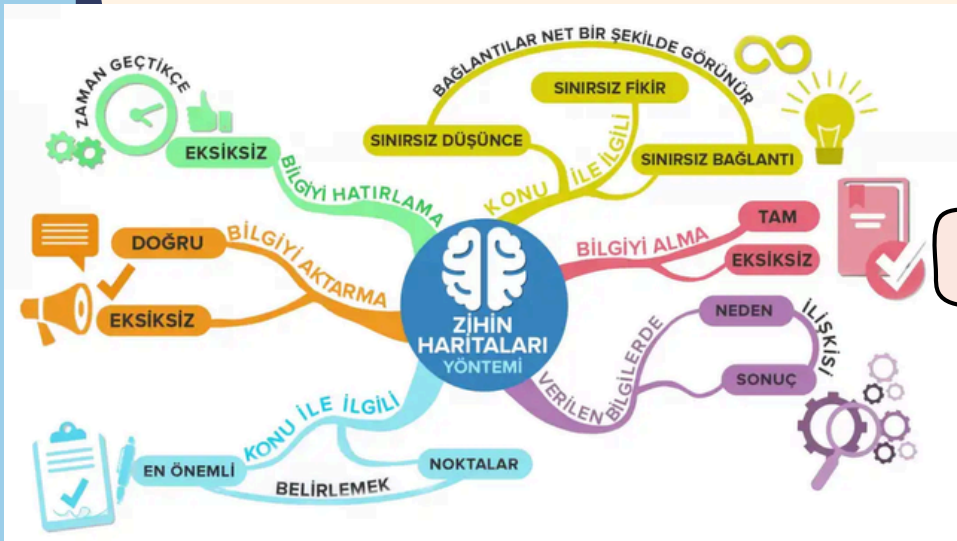 ZİHİN
HARİTALARI
YÖNTEMİ
KONU İLE İLGİLİ
SINIRSIZ DÜŞÜNCE
SINIRSIZ FİKİR
SINIRSIZ BAĞLANTI
BAĞLANTILAR NET BİR ŞEKİLDE GÖRÜNÜR
BİLGİYİ ALMA
TAM
EKSİKSİZ
VERİLEN BİLGİLERDE
NEDEN
SONUÇ
İLİŞKİSİ
KONU İLE İLGİLİ
EN ÖNEMLİ
NOKTALAR
BELİRLEMEK
BİLGİYİ AKTARMA
DOĞRU
EKSİKSİZ
BİLGİYİ HATIRLAMA
EKSİKSİZ
ZAMAN GEÇTİKÇE